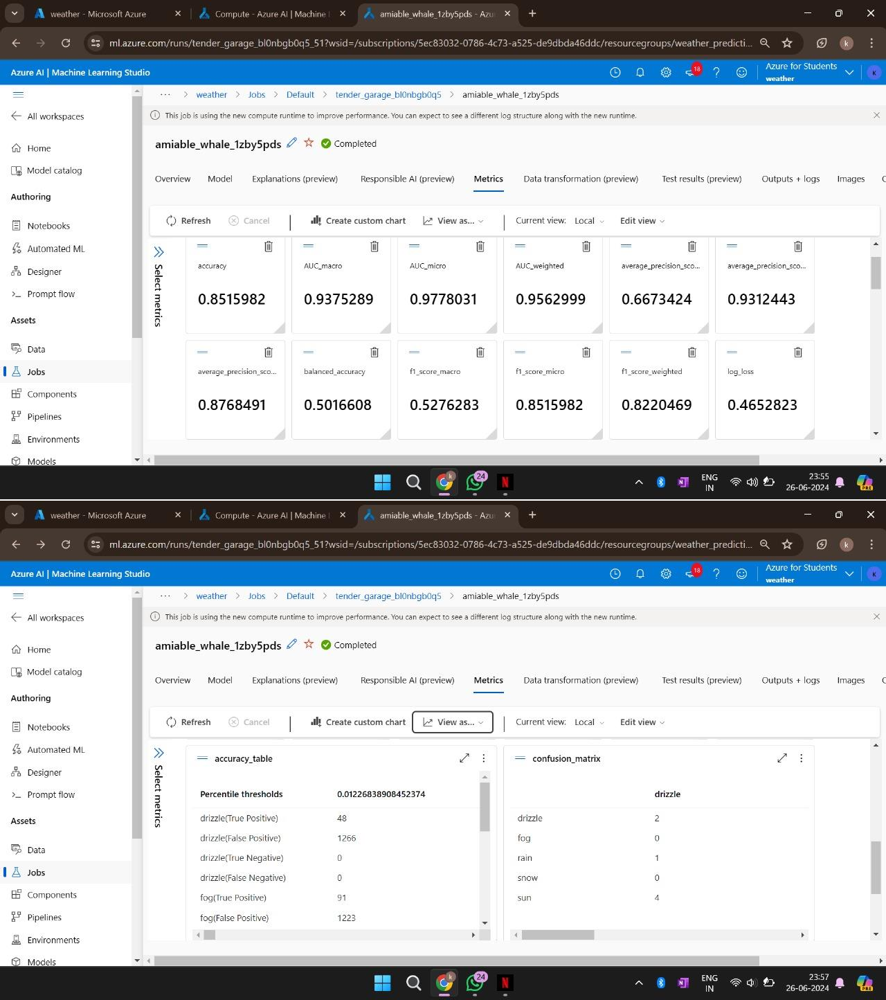 weather - Microsoft Azure
Compute - Azure AI | Machine
amiable_whale_1zby5pds - Azu
ml.azure.com/runs/tender_garage_bl0nbgb0q5_51?wsid=/subscriptions/5ec83032-0786-4c73-a525-de9dbda46ddc/resourcegroups/weather_predicti...
k
Azure AI | Machine Learning Studio
18
Azure for Students
weather
K
... > weather > Jobs > Default > tender_garage_bl0nbgb0q5 > amiable_whale_1zby5pds
This job is using the new compute runtime to improve performance. You can expect to see a different log structure along with the new runtime.
All workspaces
Home
Model catalog
Authoring
Notebooks
Automated ML
Designer
Prompt flow
Assets
Data
Jobs
Components
Pipelines
Environments
Models
amiable_whale_1zby5pds Completed
Overview Model Explanations (preview) Responsible AI (preview) Metrics Data transformation (preview) Test results (preview) Outputs + logs Images
Refresh Cancel Create custom chart View as... Current view: Local Edit view
Select metrics
accuracy AUC_macro AUC_micro AUC_weighted average_precision_sco... average_precision_sco...
0.8515982 0.9375289 0.9778031 0.9562999 0.6673424 0.9312443
average_precision_sco... balanced_accuracy f1_score_macro f1_score_micro f1_score_weighted log_loss
0.8768491 0.5016608 0.5276283 0.8515982 0.8220469 0.4652823
k
24
N
ENG
IN
23:55
26-06-2024
PRE
weather - Microsoft Azure
Compute - Azure AI | Machine
amiable_whale_1zby5pds - Azu
ml.azure.com/runs/tender_garage_bl0nbgb0q5_51?wsid=/subscriptions/5ec83032-0786-4c73-a525-de9dbda46ddc/resourcegroups/weather_predicti...
k
Azure AI | Machine Learning Studio
18
Azure for Students
weather
K
... > weather > Jobs > Default > tender_garage_bl0nbgb0q5 > amiable_whale_1zby5pds
This job is using the new compute runtime to improve performance. You can expect to see a different log structure along with the new runtime.
All workspaces
Home
Model catalog
Authoring
Notebooks
Automated ML
Designer
Prompt flow
Assets
Data
Jobs
Components
Pipelines
Environments
Models
amiable_whale_1zby5pds Completed
Overview Model Explanations (preview) Responsible AI (preview) Metrics Data transformation (preview) Test results (preview) Outputs + logs Images
Refresh Cancel Create custom chart View as... Current view: Local Edit view
Select metrics
accuracy_table
Percentile thresholds 0.01226838908452374
drizzle(True Positive) 48
drizzle(False Positive) 1266
drizzle(True Negative) 0
drizzle(False Negative) 0
fog(True Positive) 91
fog(False Positive) 1223
confusion_matrix
drizzle
drizzle 2
fog 0
rain 1
snow 0
sun 4
k
24
N
ENG
IN
23:57
26-06-2024
PRE